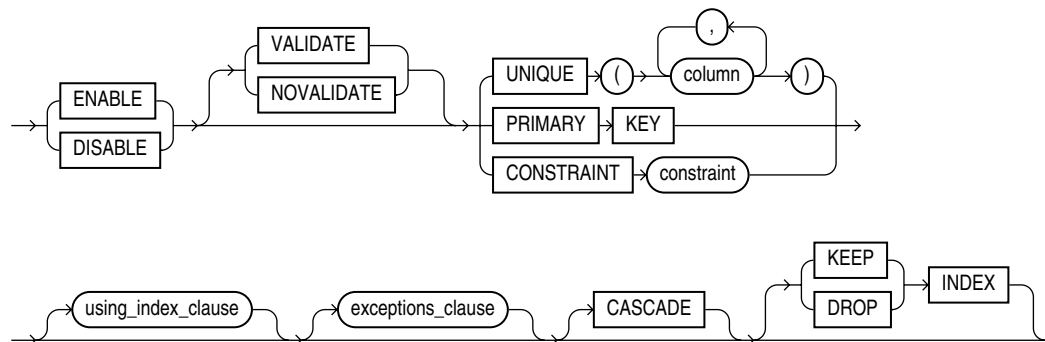 ENABLE
DISABLE
VALIDATE
NOVALIDATE
UNIQUE ( column , )
PRIMARY KEY
CONSTRAINT constraint
using_index_clause
exceptions_clause
CASCADE
KEEP
DROP
INDEX